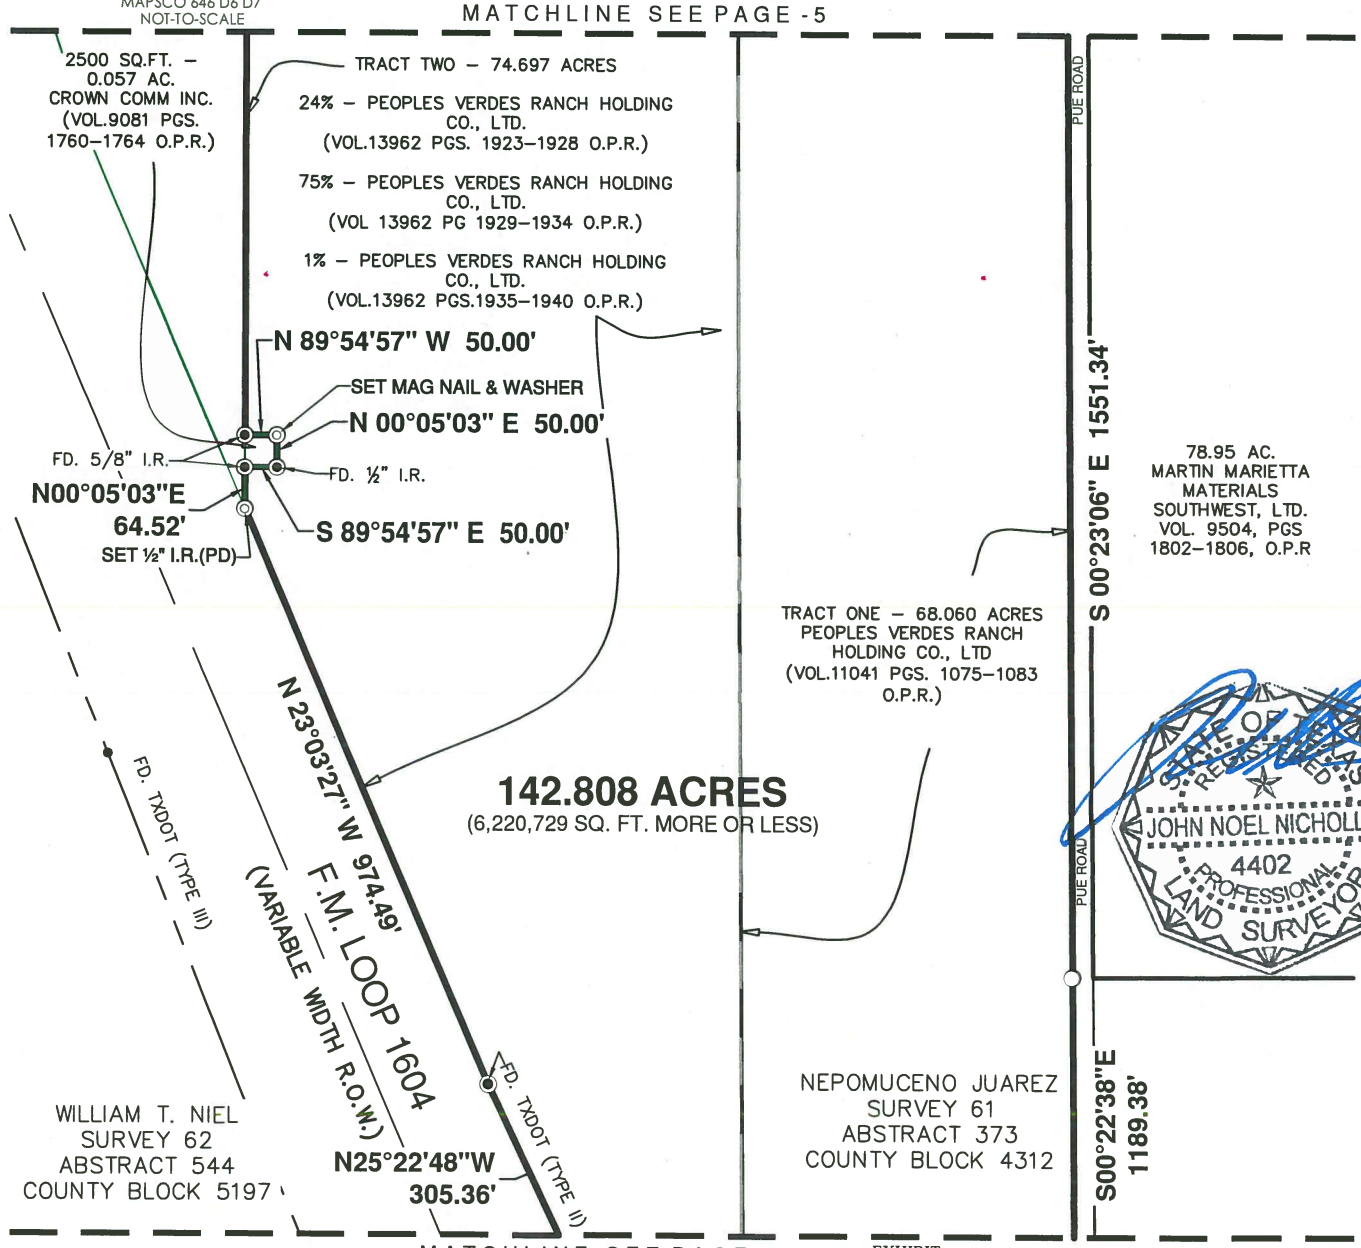 MAPSCO 646 D6 D7
NOT-TO-SCALE
MATCHLINE SEE PAGE -5
2500 SQ.FT. –
0.057 AC.
CROWN COMM INC.
(VOL.9081 PGS.
1760–1764 O.P.R.)
TRACT TWO – 74.697 ACRES
24% – PEOPLES VERDES RANCH HOLDING
CO., LTD.
(VOL.13962 PGS. 1923–1928 O.P.R.)
75% – PEOPLES VERDES RANCH HOLDING
CO., LTD.
(VOL 13962 PG 1929–1934 O.P.R.)
1% – PEOPLES VERDES RANCH HOLDING
CO., LTD.
(VOL.13962 PGS.1935–1940 O.P.R.)
N 89°54'57" W 50.00'
SET MAG NAIL & WASHER
N 00°05'03" E 50.00'
FD. 5/8" I.R.
FD. ½" I.R.
N00°05'03"E
64.52'
S 89°54'57" E 50.00'
SET ½" I.R.(PD)
PUE ROAD
S 00°23'06" E 1551.34'
78.95 AC.
MARTIN MARIETTA
MATERIALS
SOUTHWEST, LTD.
VOL. 9504, PGS
1802–1806, O.P.R
TRACT ONE – 68.060 ACRES
PEOPLES VERDES RANCH
HOLDING CO., LTD
(VOL.11041 PGS. 1075–1083
O.P.R.)
N 23°03'27" W 974.49'
142.808 ACRES
(6,220,729 SQ. FT. MORE OR LESS)
FD. TXDOT (TYPE III)
F.M. LOOP 1604
(VARIABLE WIDTH R.O.W.)
PUE ROAD
STATE OF TEXAS
REGISTERED
JOHN NOEL NICHOLL
4402
PROFESSIONAL
LAND SURVEYOR
FD. TXDOT (TYPE II)
WILLIAM T. NIEL
SURVEY 62
ABSTRACT 544
COUNTY BLOCK 5197
N25°22'48"W
305.36'
NEPOMUCENO JUAREZ
SURVEY 61
ABSTRACT 373
COUNTY BLOCK 4312
S00°22'38"E
1189.38'
MATCHLINE SEE PAGE
EXHIBIT